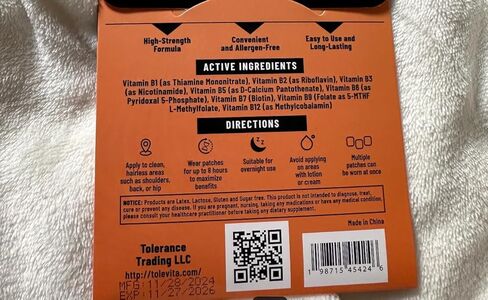 High-Strength
Formula
Convenient
and Allergen-Free
Easy to Use and
Long-Lasting
ACTIVE INGREDIENTS
Vitamin B1 (as Thiamine Mononitrate), Vitamin B2 (as Riboflavin), Vitamin B3
(as Nicotinamide), Vitamin B5 (as D-Calcium Pantothenate), Vitamin B6 (as
Pyridoxal 5-Phosphate), Vitamin B7 (Biotin), Vitamin B9 (Folate as 5-MTHF
L-Methylfolate), Vitamin B12 (as Methylcobalamin)
DIRECTIONS
Apply to clean,
hairless areas
such as shoulders,
back, or hip
Wear patches
for up to 8 hours
to maximize
benefits
Suitable for
overnight use
Avoid applying
on areas
with lotion or
cream
Multiple
patches can
be worn at once
NOTICE: Products are Latex, Lactose, Gluten and Sugar free. This product is not intended to diagnose, treat,
cure or prevent any disease. If you are pregnant, nursing, taking any medications or have any medical condition,
please consult your healthcare practitioner before taking any dietary supplement.
Made in China
Tolerance
Trading LLC
http://tolevita.com/
MFG: 11/28/2024
EXP: 11/27/2026
1 98715 45424 6